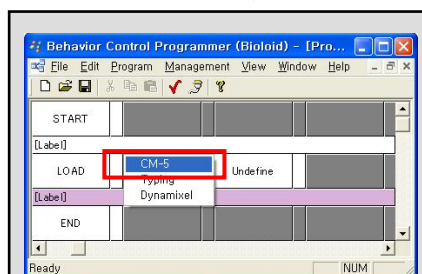 Behavior Control Programmer (Bioloid) - [Pro...
File Edit Program Management View Window Help
START
[Label]
LOAD CM-5 Undefine
Typing
[Label] Dynamixel
END
Ready NUM